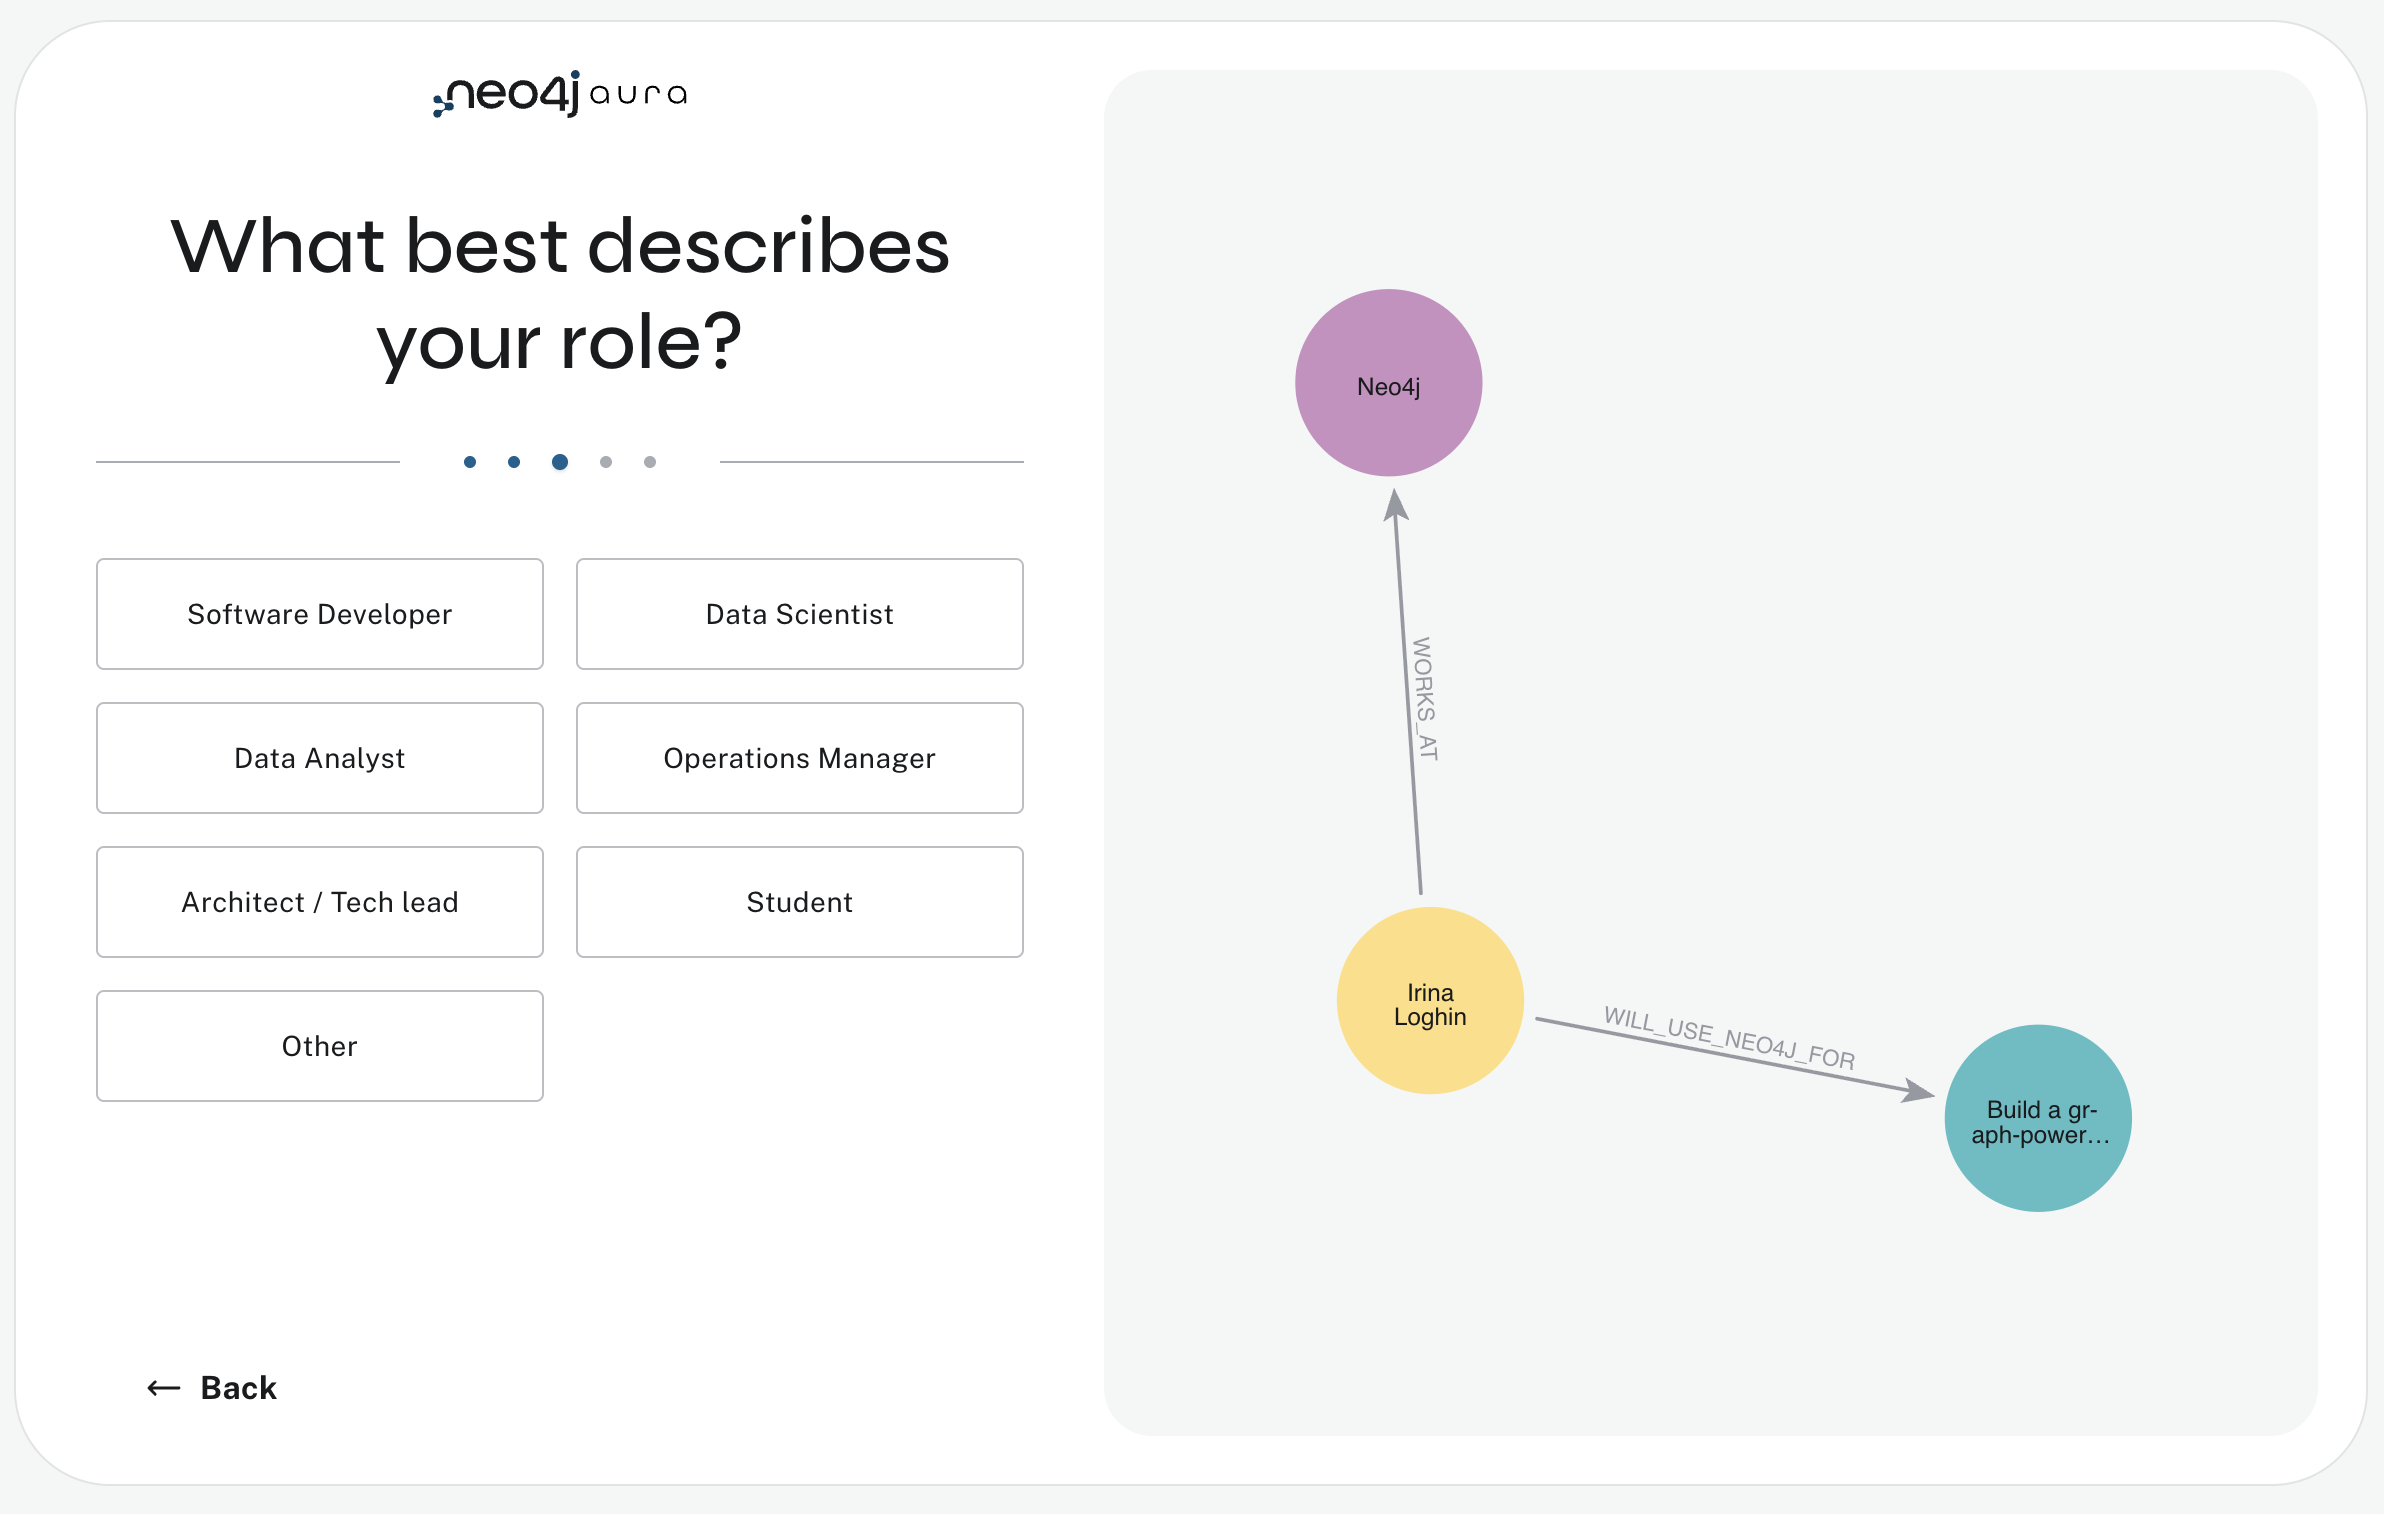 neo4j aura
What best describes
your role?
Software Developer
Data Scientist
Data Analyst
Operations Manager
Architect / Tech lead
Student
Other
← Back
Neo4j
WORKS_AT
Irina
Loghin
WILL_USE_NEO4J_FOR
Build a gr-
aph-power…